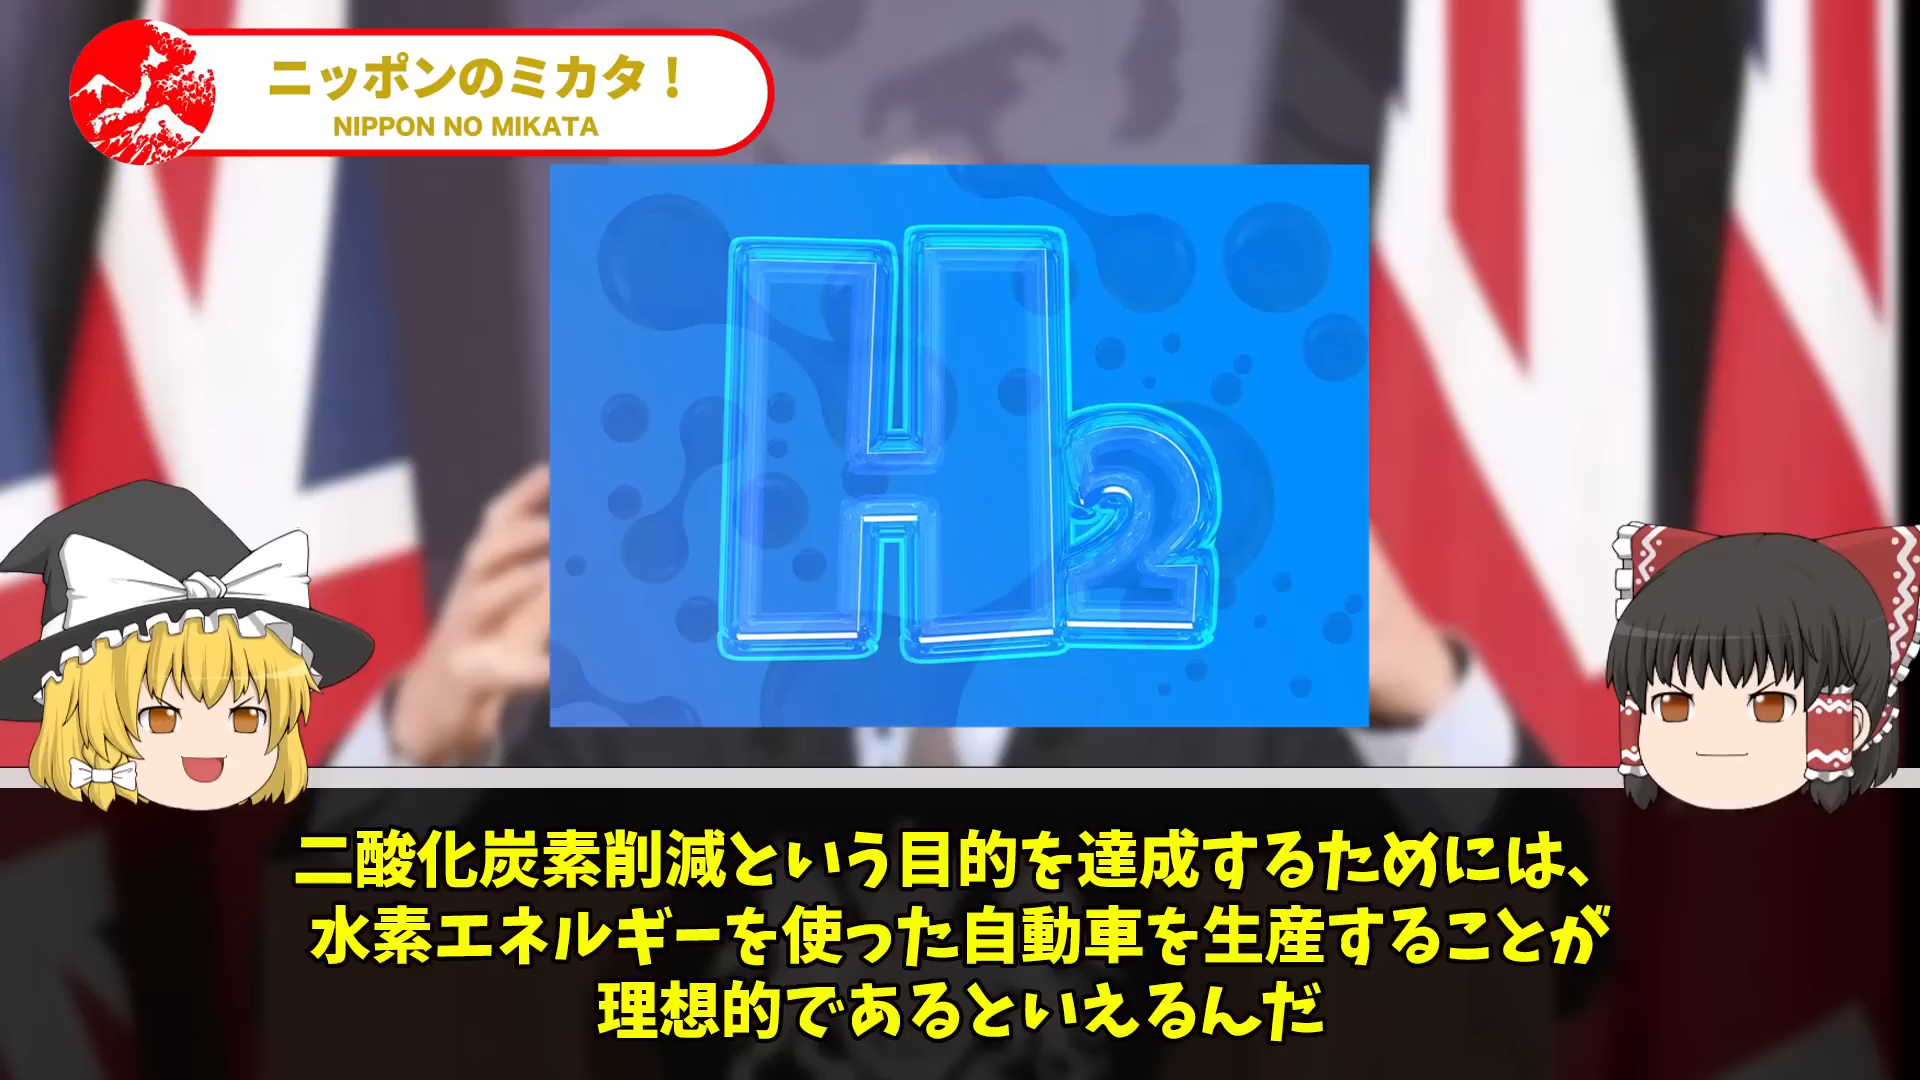 ニッポンのミカタ！
NIPPON NO MIKATA
H2
二酸化炭素削減という目的を達成するためには、
水素エネルギーを使った自動車を生産することが
理想的であるといえるんだ